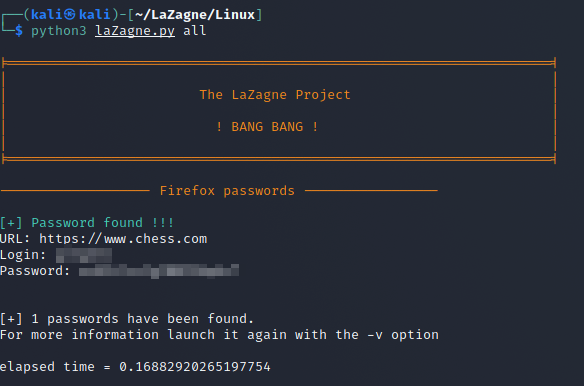 (kali㉿kali)-[~/LaZagne/Linux]
$ python3 laZagne.py all
The LaZagne Project
! BANG BANG !
Firefox passwords
[+] Password found !!!
URL: https://www.chess.com
Login:
Password:
[+] 1 passwords have been found.
For more information launch it again with the -v option
elapsed time = 0.16882920265197754